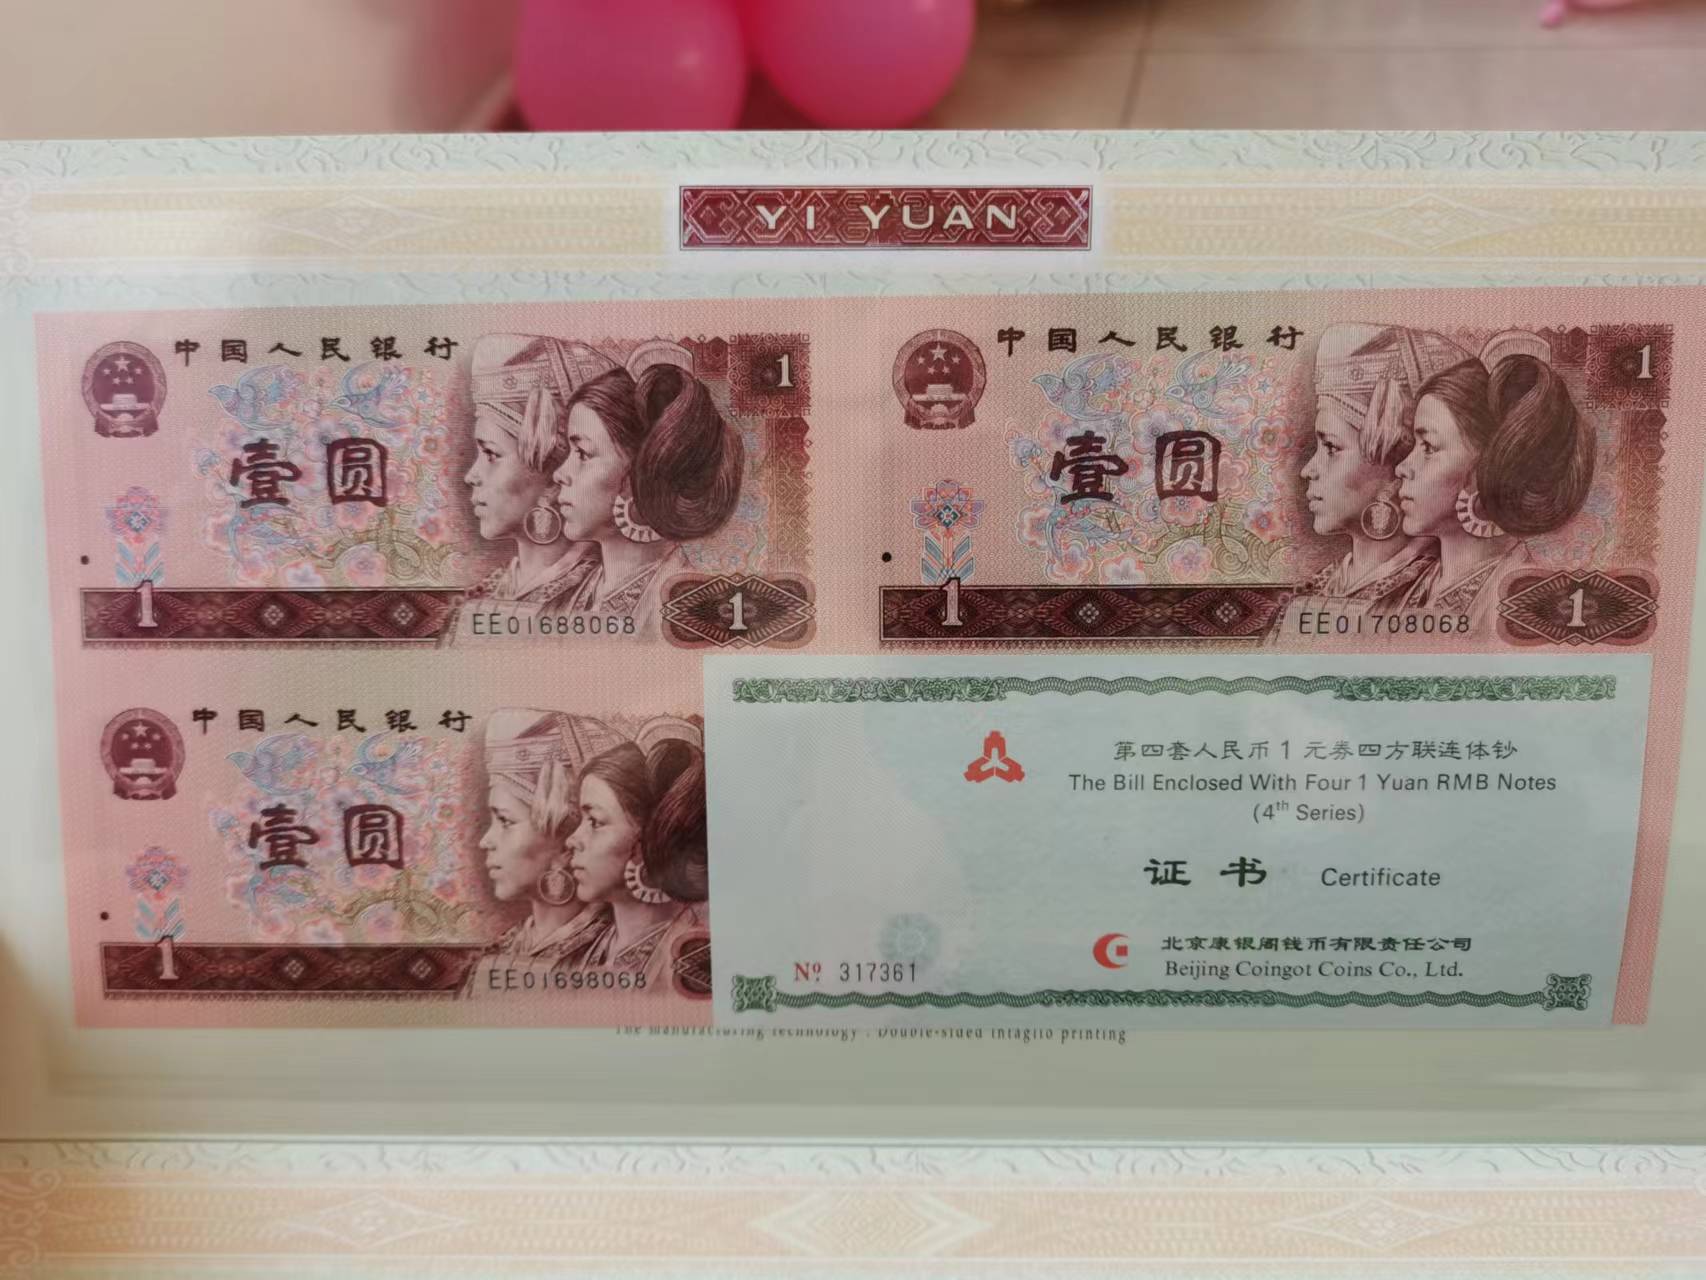 YI YUAN
中国人民银行
1
壹圆
1
EE01688068
1
中国人民银行
1
壹圆
1
EE01708068
1
中国人民银行
壹圆
1
EE01698068
第四套人民币1元券四方联连体钞
The Bill Enclosed With Four 1 Yuan RMB Notes
(4th Series)
证书 Certificate
北京康银阁钱币有限责任公司
Beijing Coingot Coins Co., Ltd.
Nº 317361
The manufacturing technology : Double-sided intaglio printing